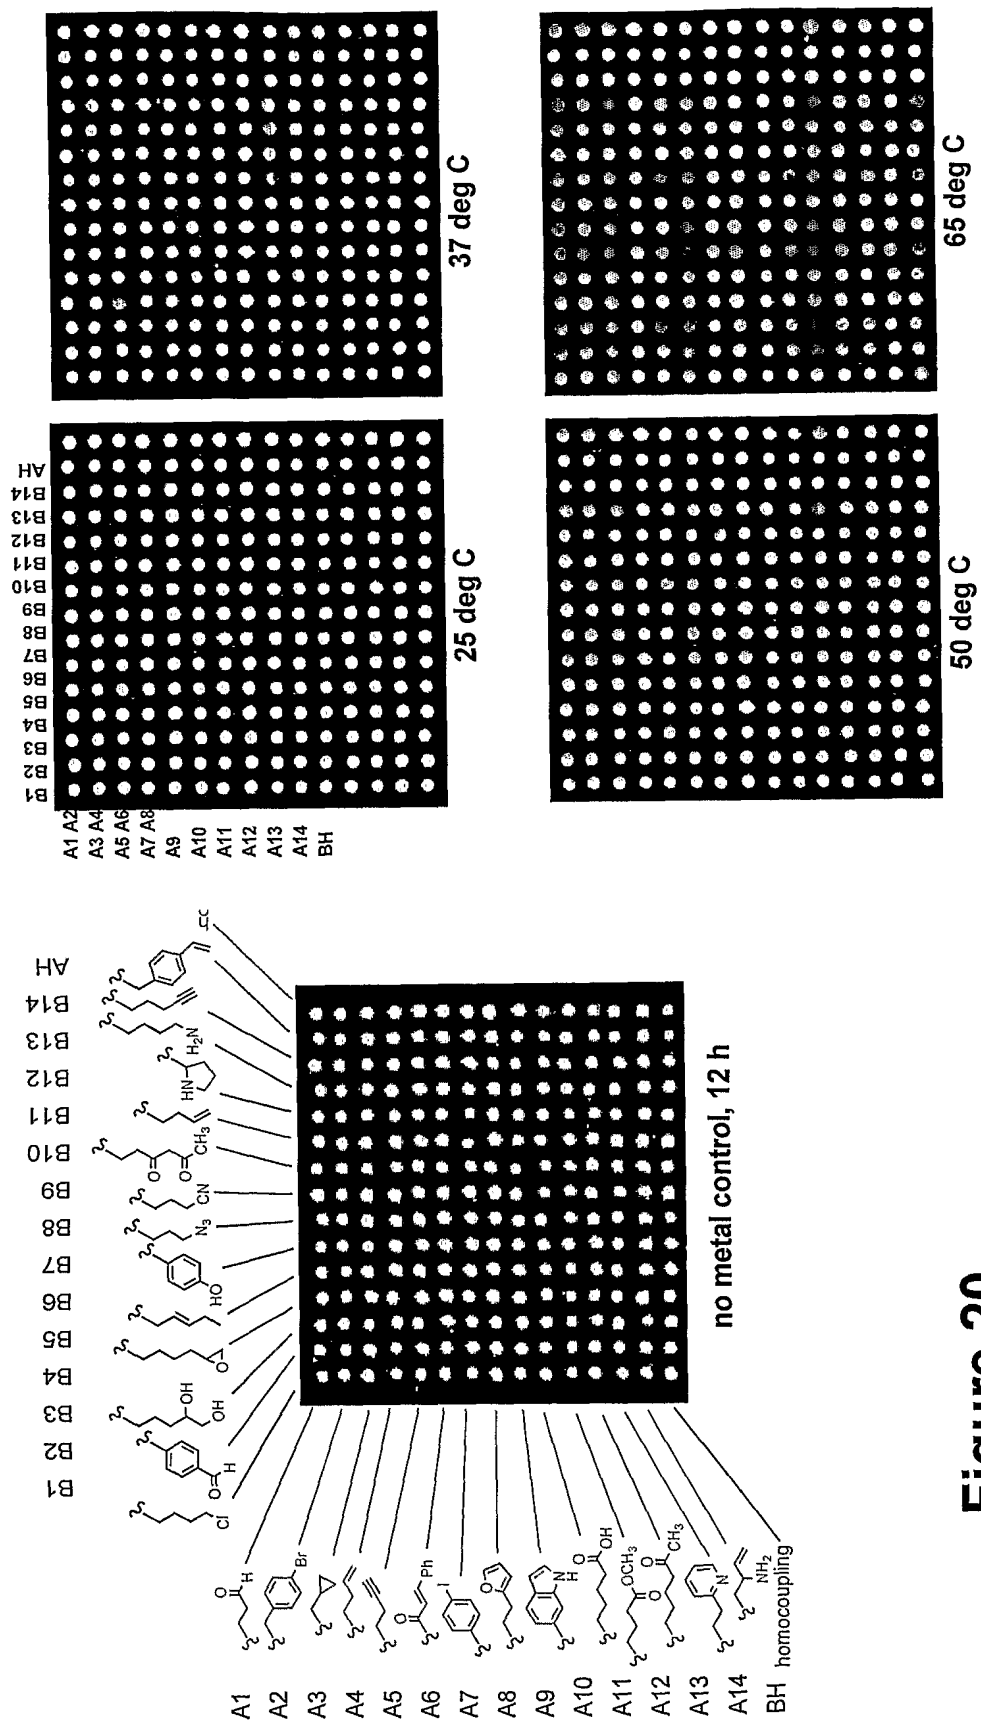 B1 B2 B3 B4 B5 B6 B7 B8 B9 B10 B11 B12 B13 B14 AH
Cl
O H
OH OH
O
HO
N3
CN
O O CH3
HN
H2N
A1 A2 A3 A4 A5 A6 A7 A8 A9 A10 A11 A12 A13 A14 BH
O H
Br
O Ph
I
O
N H
O OH
O OCH3
O CH3
N
NH2
homocoupling
no metal control, 12 h
B1 B2 B3 B4 B5 B6 B7 B8 B9 B10 B11 B12 B13 B14 AH
A1 A2
A3 A4
A5 A6
A7 A8
A9
A10
A11
A12
A13
A14
BH
25 deg C
37 deg C
50 deg C
65 deg C
Figure 20